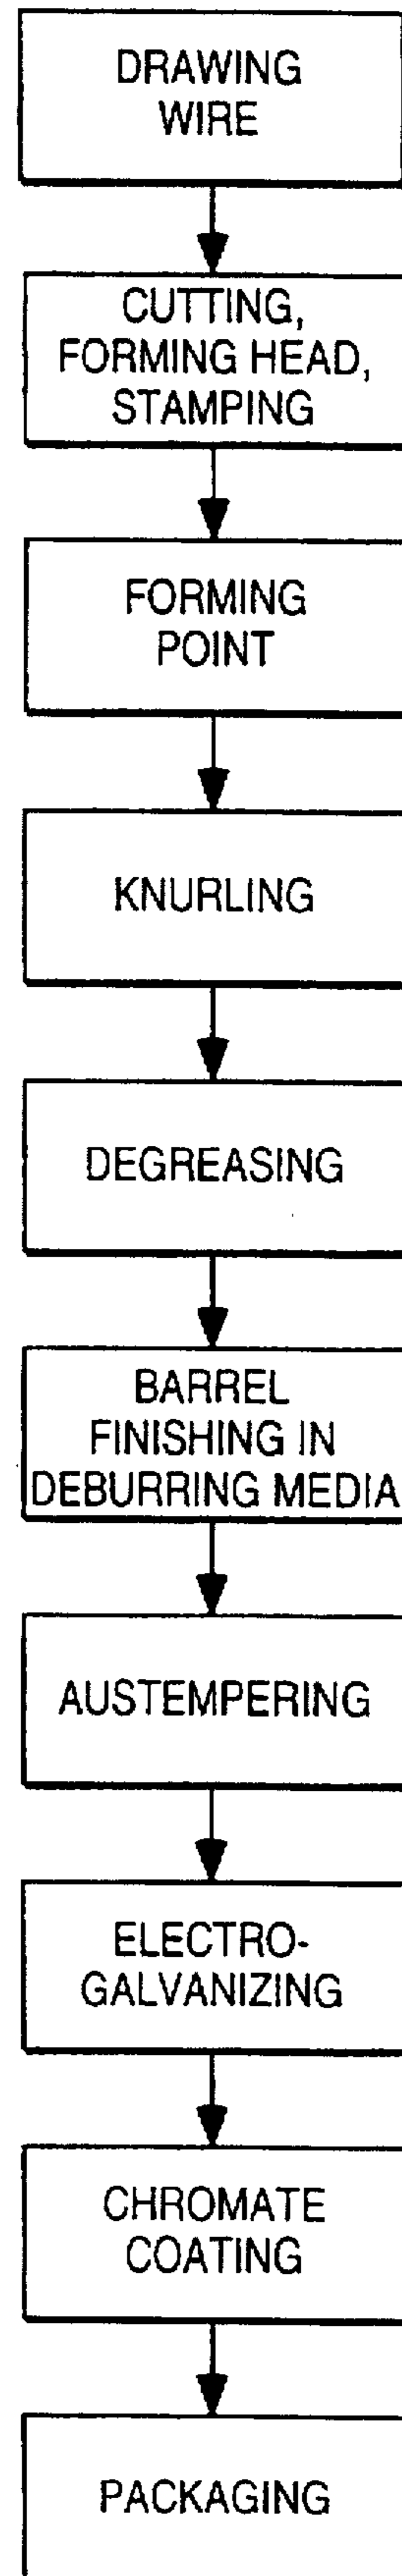 DRAWING
WIRE
CUTTING,
FORMING HEAD,
STAMPING
FORMING
POINT
KNURLING
DEGREASING
BARREL
FINISHING IN
DEBURRING MEDIA
AUSTEMPERING
ELECTRO-
GALVANIZING
CHROMATE
COATING
PACKAGING